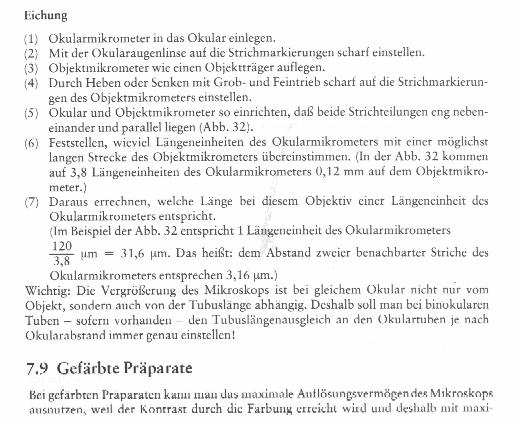 Eichung
(1) Okularmikrometer in das Okular einlegen.
(2) Mit der Okularaugenlinse auf die Strichmarkierungen scharf einstellen.
(3) Objektmikrometer wie einen Objektträger auflegen.
(4) Durch Heben oder Senken mit Grob- und Feintrieb scharf auf die Strichmarkierun-
gen des Objektmikrometers einstellen.
(5) Okular und Objektmikrometer so einrichten, daß beide Strichteilungen eng neben-
einander und parallel liegen (Abb. 32).
(6) Feststellen, wieviel Längeneinheiten des Okularmikrometers mit einer möglichst
langen Strecke des Objektmikrometers übereinstimmen. (In der Abb. 32 kommen
auf 3,8 Längeneinheiten des Okularmikrometers 0,12 mm auf dem Objektmikro-
meter.)
(7) Daraus errechnen, welche Länge bei diesem Objektiv einer Längeneinheit des
Okularmikrometers entspricht.
(Im Beispiel der Abb. 32 entspricht 1 Längeneinheit des Okularmikrometers
120
3,8 µm = 31,6 µm. Das heißt: dem Abstand zweier benachbarter Striche des
Okularmikrometers entsprechen 3,16 µm.)
Wichtig: Die Vergrößerung des Mikroskops ist bei gleichem Okular nicht nur vom
Objekt, sondern auch von der Tubuslänge abhängig. Deshalb soll man bei binokularen
Tuben – sofern vorhanden – den Tubuslängenausgleich an den Okulartuben je nach
Okularabstand immer genau einstellen!
7.9 Gefärbte Präparate
Bei gefärbten Präparaten kann man das maximale Auflösungsvermögen des Mikroskops
ausnutzen, weil der Kontrast durch die Färbung erreicht wird und deshalb mit maxi-